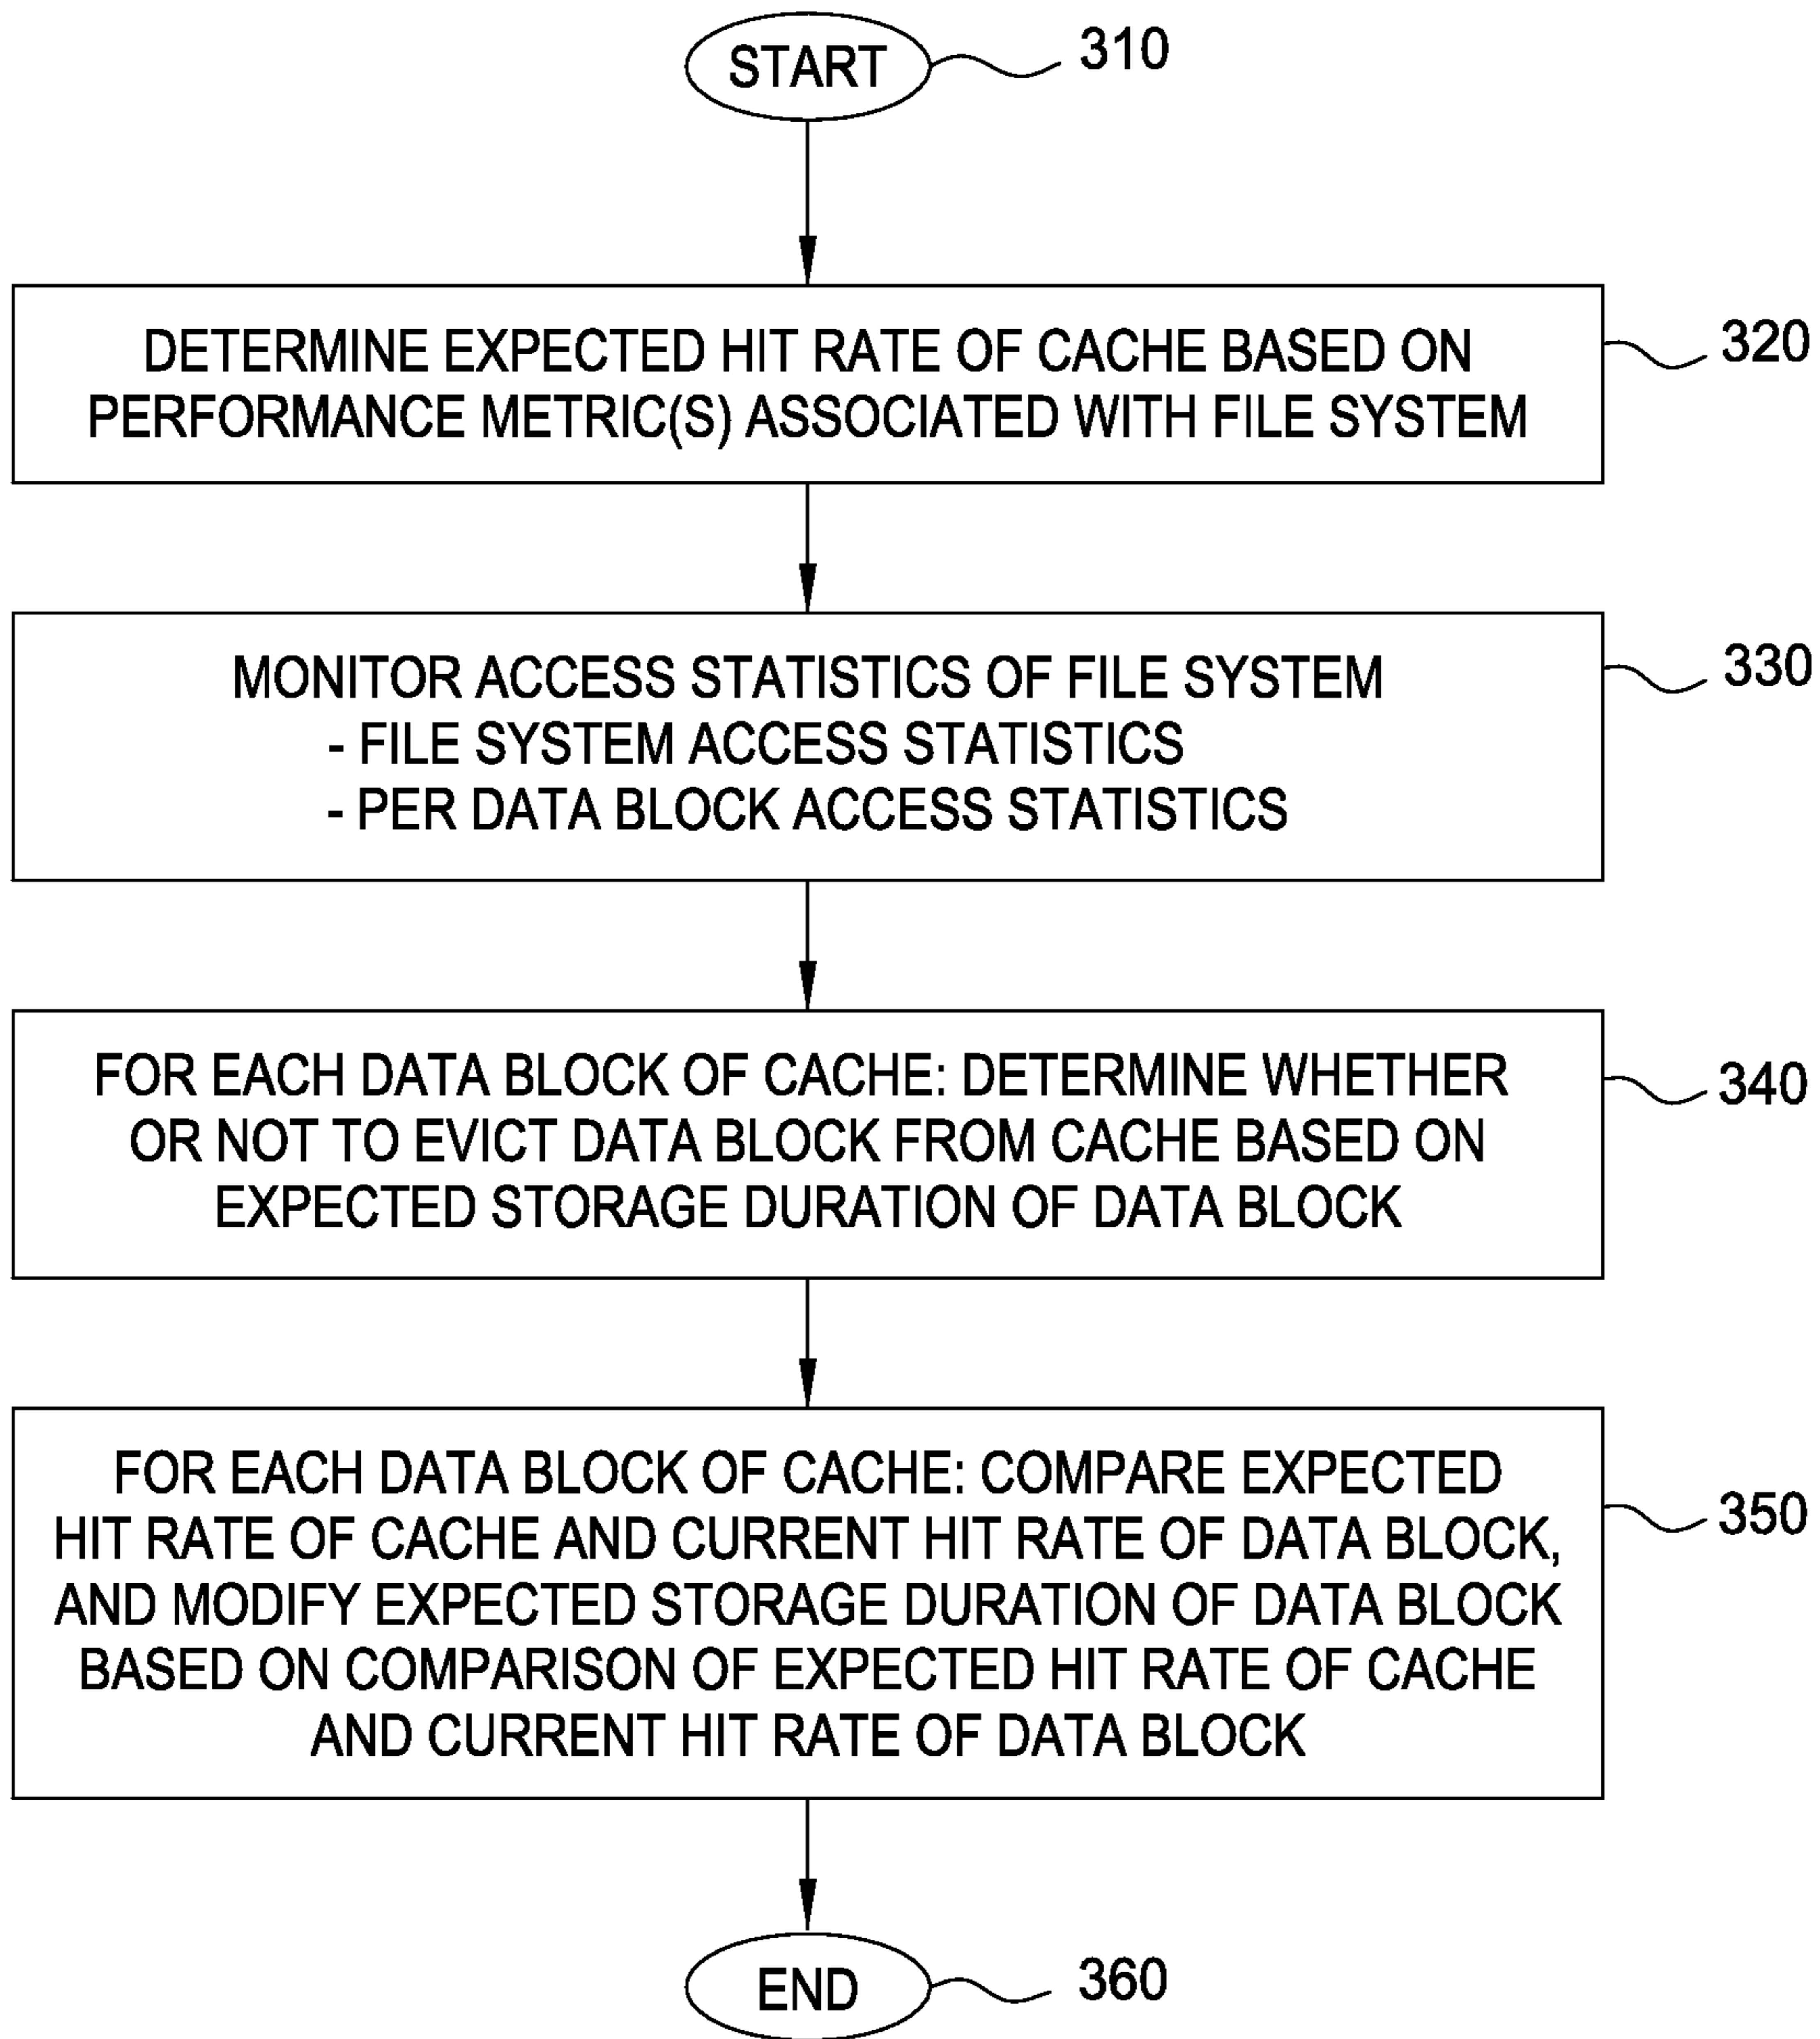 START
310
DETERMINE EXPECTED HIT RATE OF CACHE BASED ON
PERFORMANCE METRIC(S) ASSOCIATED WITH FILE SYSTEM
320
MONITOR ACCESS STATISTICS OF FILE SYSTEM
- FILE SYSTEM ACCESS STATISTICS
- PER DATA BLOCK ACCESS STATISTICS
330
FOR EACH DATA BLOCK OF CACHE: DETERMINE WHETHER
OR NOT TO EVICT DATA BLOCK FROM CACHE BASED ON
EXPECTED STORAGE DURATION OF DATA BLOCK
340
FOR EACH DATA BLOCK OF CACHE: COMPARE EXPECTED
HIT RATE OF CACHE AND CURRENT HIT RATE OF DATA BLOCK,
AND MODIFY EXPECTED STORAGE DURATION OF DATA BLOCK
BASED ON COMPARISON OF EXPECTED HIT RATE OF CACHE
AND CURRENT HIT RATE OF DATA BLOCK
350
END
360